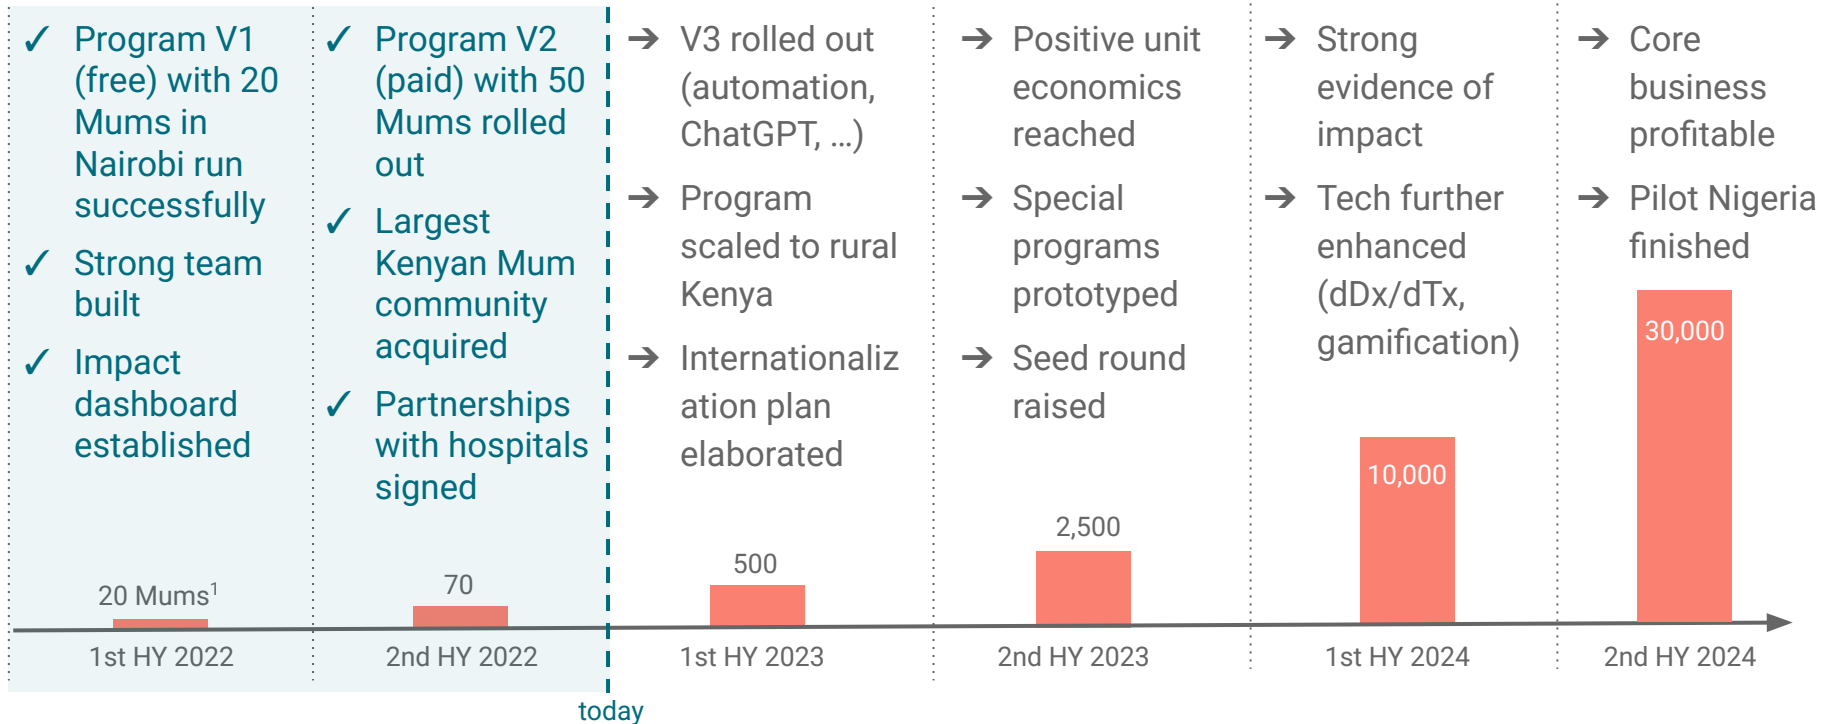 ✓ Program V1
(free) with 20
Mums in
Nairobi run
successfully
✓ Strong team
built
✓ Impact
dashboard
established
✓ Program V2
(paid) with 50
Mums rolled
out
✓ Largest
Kenyan Mum
community
acquired
✓ Partnerships
with hospitals
signed
➔ V3 rolled out
(automation,
ChatGPT, ...)
➔ Program
scaled to rural
Kenya
➔ Internationaliz
ation plan
elaborated
➔ Positive unit
economics
reached
➔ Special
programs
prototyped
➔ Seed round
raised
➔ Strong
evidence of
impact
➔ Tech further
enhanced
(dDx/dTx,
gamification)
➔ Core
business
profitable
➔ Pilot Nigeria
finished
20 Mums¹
70
500
2,500
10,000
30,000
1st HY 2022
2nd HY 2022
1st HY 2023
2nd HY 2023
1st HY 2024
2nd HY 2024
today